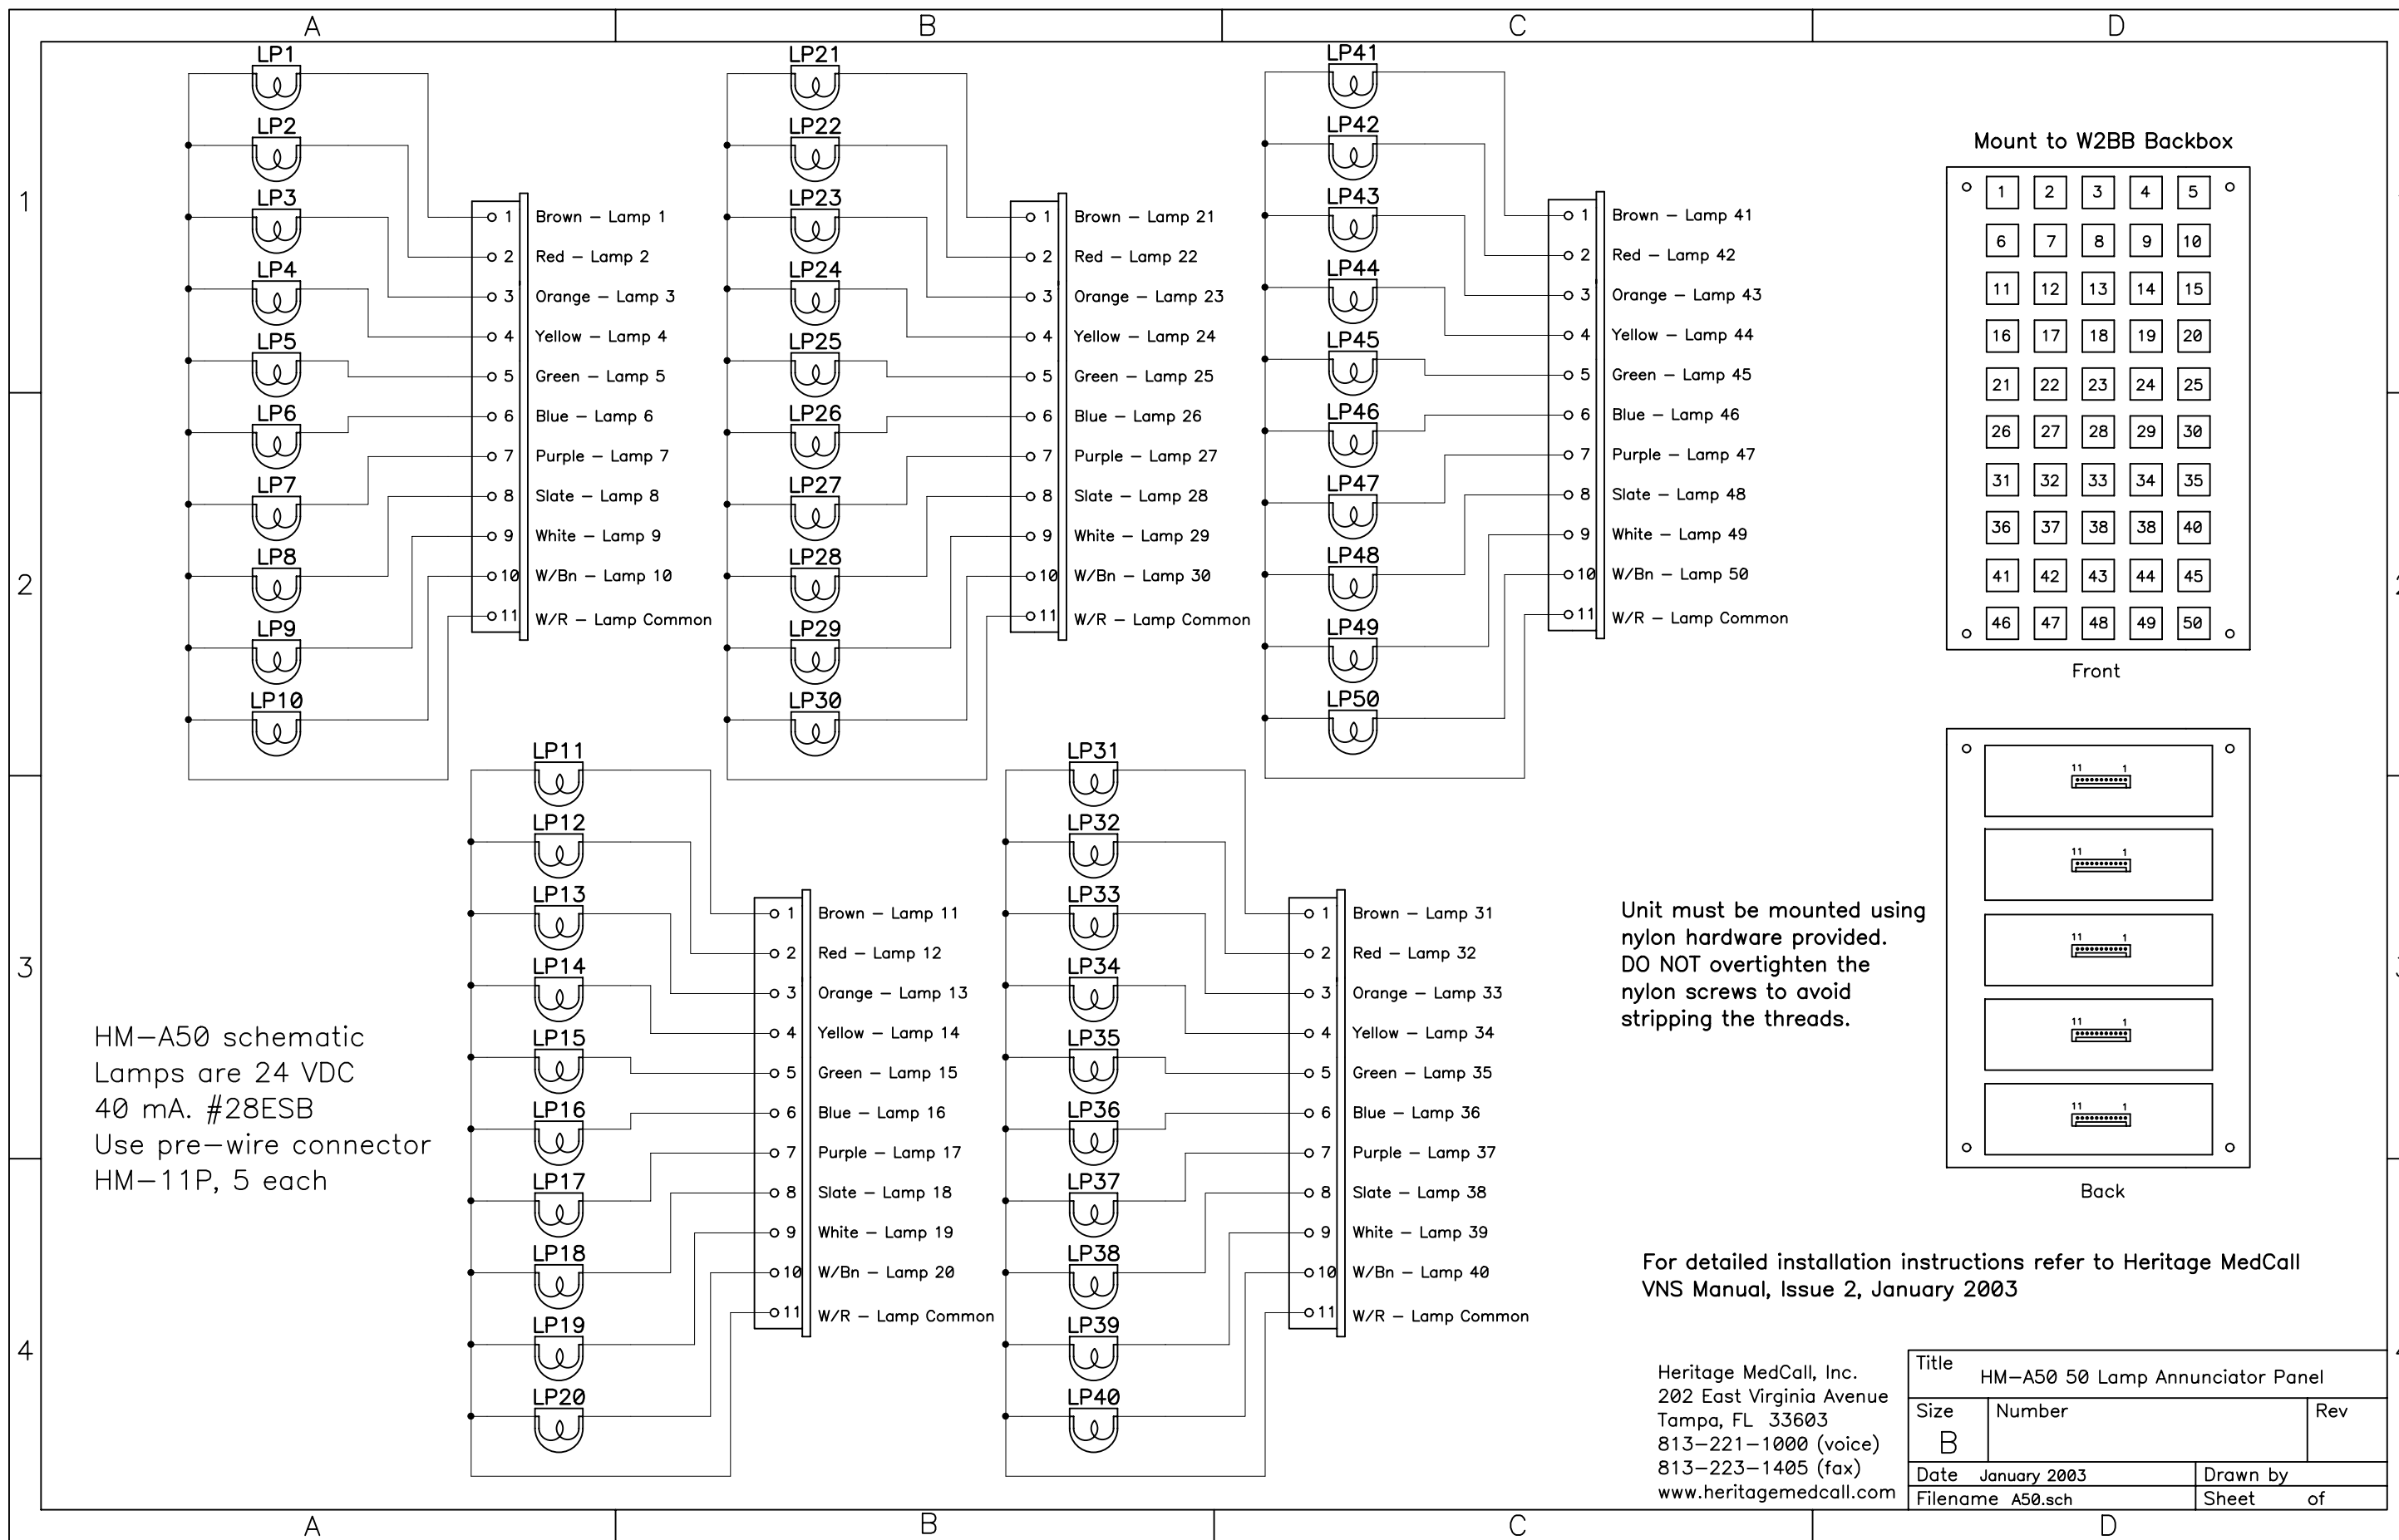 A B C D
1
2
3
4
LP1
LP2
LP3
LP4
LP5
LP6
LP7
LP8
LP9
LP10
1 Brown – Lamp 1
2 Red – Lamp 2
3 Orange – Lamp 3
4 Yellow – Lamp 4
5 Green – Lamp 5
6 Blue – Lamp 6
7 Purple – Lamp 7
8 Slate – Lamp 8
9 White – Lamp 9
10 W/Bn – Lamp 10
11 W/R – Lamp Common
LP21
LP22
LP23
LP24
LP25
LP26
LP27
LP28
LP29
LP30
1 Brown – Lamp 21
2 Red – Lamp 22
3 Orange – Lamp 23
4 Yellow – Lamp 24
5 Green – Lamp 25
6 Blue – Lamp 26
7 Purple – Lamp 27
8 Slate – Lamp 28
9 White – Lamp 29
10 W/Bn – Lamp 30
11 W/R – Lamp Common
LP41
LP42
LP43
LP44
LP45
LP46
LP47
LP48
LP49
LP50
1 Brown – Lamp 41
2 Red – Lamp 42
3 Orange – Lamp 43
4 Yellow – Lamp 44
5 Green – Lamp 45
6 Blue – Lamp 46
7 Purple – Lamp 47
8 Slate – Lamp 48
9 White – Lamp 49
10 W/Bn – Lamp 50
11 W/R – Lamp Common
Mount to W2BB Backbox
1 2 3 4 5
6 7 8 9 10
11 12 13 14 15
16 17 18 19 20
21 22 23 24 25
26 27 28 29 30
31 32 33 34 35
36 37 38 38 40
41 42 43 44 45
46 47 48 49 50
Front
LP11
LP12
LP13
LP14
LP15
LP16
LP17
LP18
LP19
LP20
1 Brown – Lamp 11
2 Red – Lamp 12
3 Orange – Lamp 13
4 Yellow – Lamp 14
5 Green – Lamp 15
6 Blue – Lamp 16
7 Purple – Lamp 17
8 Slate – Lamp 18
9 White – Lamp 19
10 W/Bn – Lamp 20
11 W/R – Lamp Common
LP31
LP32
LP33
LP34
LP35
LP36
LP37
LP38
LP39
LP40
1 Brown – Lamp 31
2 Red – Lamp 32
3 Orange – Lamp 33
4 Yellow – Lamp 34
5 Green – Lamp 35
6 Blue – Lamp 36
7 Purple – Lamp 37
8 Slate – Lamp 38
9 White – Lamp 39
10 W/Bn – Lamp 40
11 W/R – Lamp Common
11 1
11 1
11 1
11 1
11 1
Back
HM–A50 schematic
Lamps are 24 VDC
40 mA. #28ESB
Use pre–wire connector
HM–11P, 5 each
Unit must be mounted using
nylon hardware provided.
DO NOT overtighten the
nylon screws to avoid
stripping the threads.
For detailed installation instructions refer to Heritage MedCall
VNS Manual, Issue 2, January 2003
Heritage MedCall, Inc.
202 East Virginia Avenue
Tampa, FL 33603
813–221–1000 (voice)
813–223–1405 (fax)
www.heritagemedcall.com
Title
HM–A50 50 Lamp Annunciator Panel
Size Number Rev
B
Date January 2003 Drawn by
Filename A50.sch Sheet of
A B C D